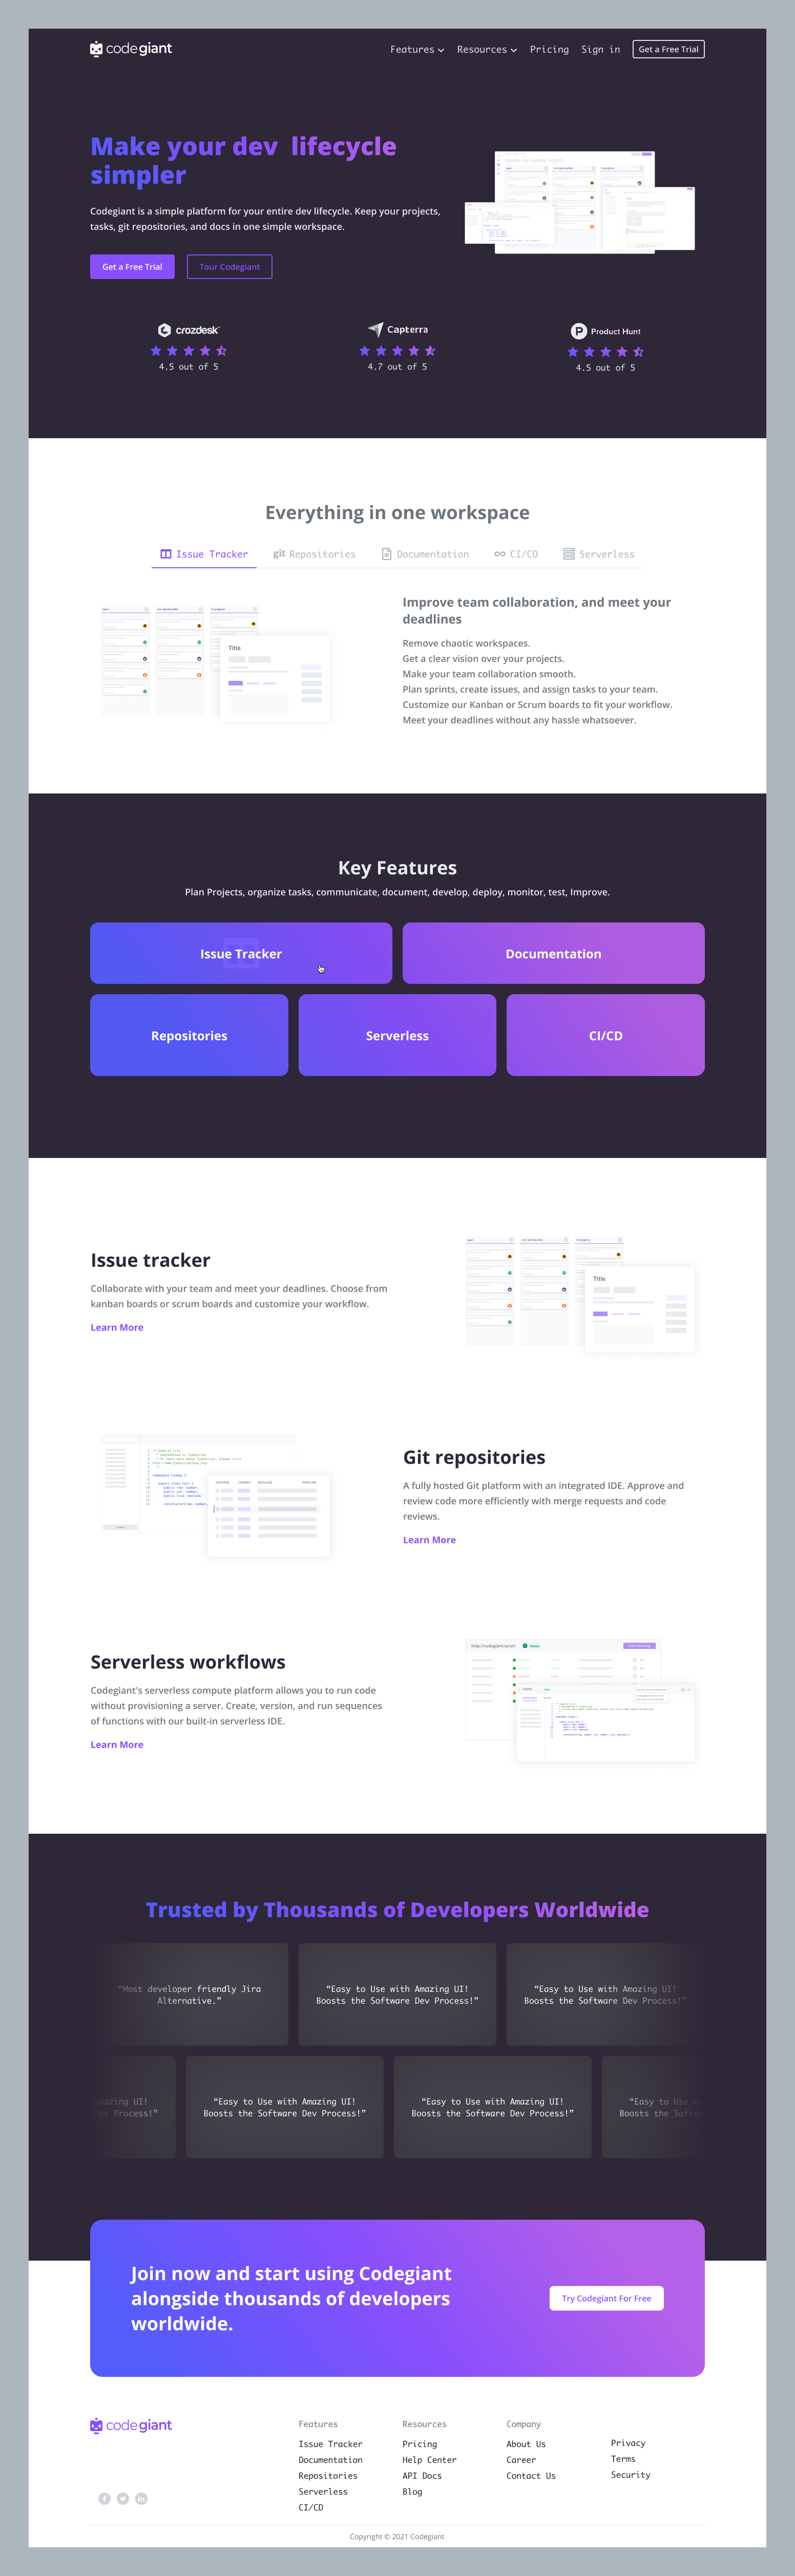 codegiant
Features
Resources
Pricing
Sign in
Get a Free Trial
Make your dev lifecycle
simpler
Codegiant is a simple platform for your entire dev lifecycle. Keep your projects,
tasks, git repositories, and docs in one simple workspace.
Get a Free Trial
Tour Codegiant
crozdesk
4.5 out of 5
Capterra
4.7 out of 5
Product Hunt
4.5 out of 5
Everything in one workspace
Issue Tracker
git Repositories
Documentation
CI/CD
Serverless
Title
Improve team collaboration, and meet your
deadlines
Remove chaotic workspaces.
Get a clear vision over your projects.
Make your team collaboration smooth.
Plan sprints, create issues, and assign tasks to your team.
Customize our Kanban or Scrum boards to fit your workflow.
Meet your deadlines without any hassle whatsoever.
Key Features
Plan Projects, organize tasks, communicate, document, develop, deploy, monitor, test, Improve.
Issue Tracker
Documentation
Repositories
Serverless
CI/CD
Issue tracker
Collaborate with your team and meet your deadlines. Choose from
kanban boards or scrum boards and customize your workflow.
Learn More
Title
AUTHOR COMMIT MESSAGE PIPELINE
Git repositories
A fully hosted Git platform with an integrated IDE. Approve and
review code more efficiently with merge requests and code
reviews.
Learn More
Serverless workflows
Codegiant's serverless compute platform allows you to run code
without provisioning a server. Create, version, and run sequences
of functions with our built-in serverless IDE.
Learn More
http://codegiant.io/url
Ready
Trusted by Thousands of Developers Worldwide
"Most developer friendly Jira
Alternative.”
“Easy to Use with Amazing UI!
Boosts the Software Dev Process!”
“Easy to Use with Amazing UI!
Boosts the Software Dev Process!”
Amazing UI!
Dev Process!”
“Easy to Use with Amazing UI!
Boosts the Software Dev Process!”
“Easy to Use with Amazing UI!
Boosts the Software Dev Process!”
“Easy to Use
Boosts the
Join now and start using Codegiant
alongside thousands of developers
worldwide.
Try Codegiant For Free
codegiant
Features
Issue Tracker
Documentation
Repositories
Serverless
CI/CD
Resources
Pricing
Help Center
API Docs
Blog
Company
About Us
Career
Contact Us
Privacy
Terms
Security
Copyright © 2021 Codegiant